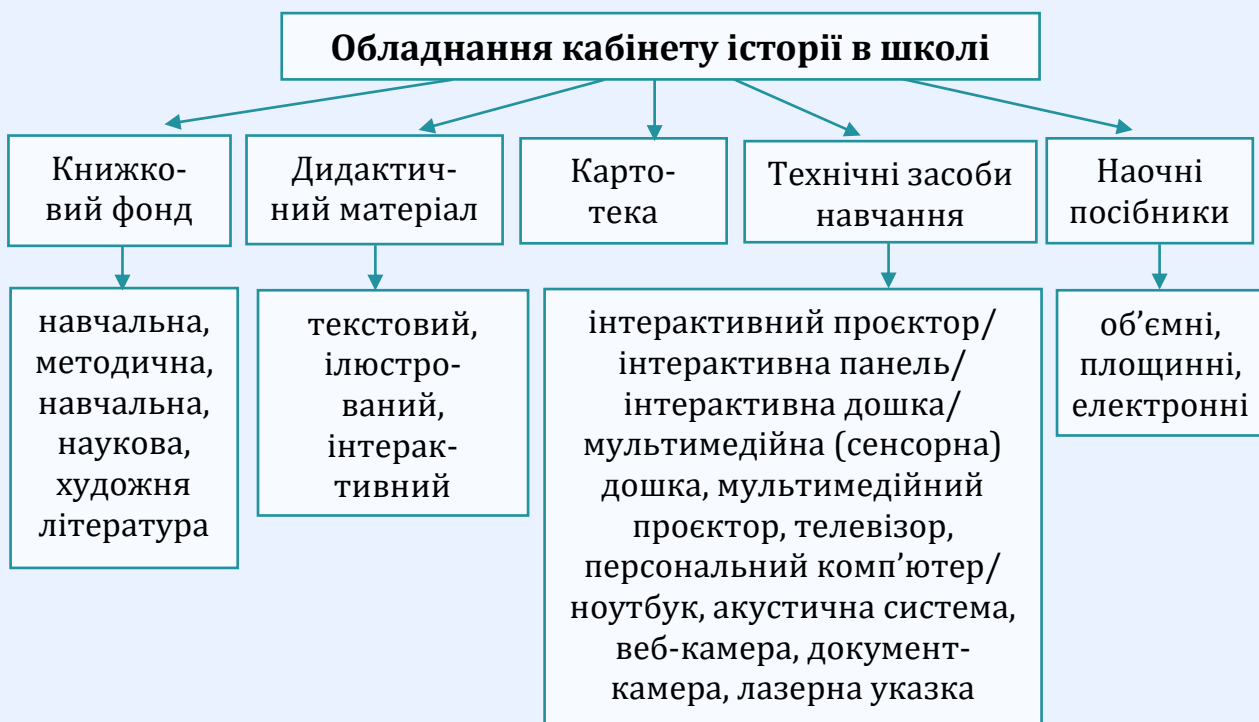 Обладнання кабінету історії в школі
Книжко-
вий фонд
Дидактич-
ний матеріал
Карто-
тека
Технічні засоби
навчання
Наочні
посібники
навчальна,
методична,
навчальна,
наукова,
художня
література
текстовий,
ілюстро-
ваний,
інтерак-
тивний
інтерактивний проєктор/
інтерактивна панель/
інтерактивна дошка/
мультимедійна (сенсорна)
дошка, мультимедійний
проєктор, телевізор,
персональний комп’ютер/
ноутбук, акустична система,
веб-камера, документ-
камера, лазерна указка
об’ємні,
площинні,
електронні